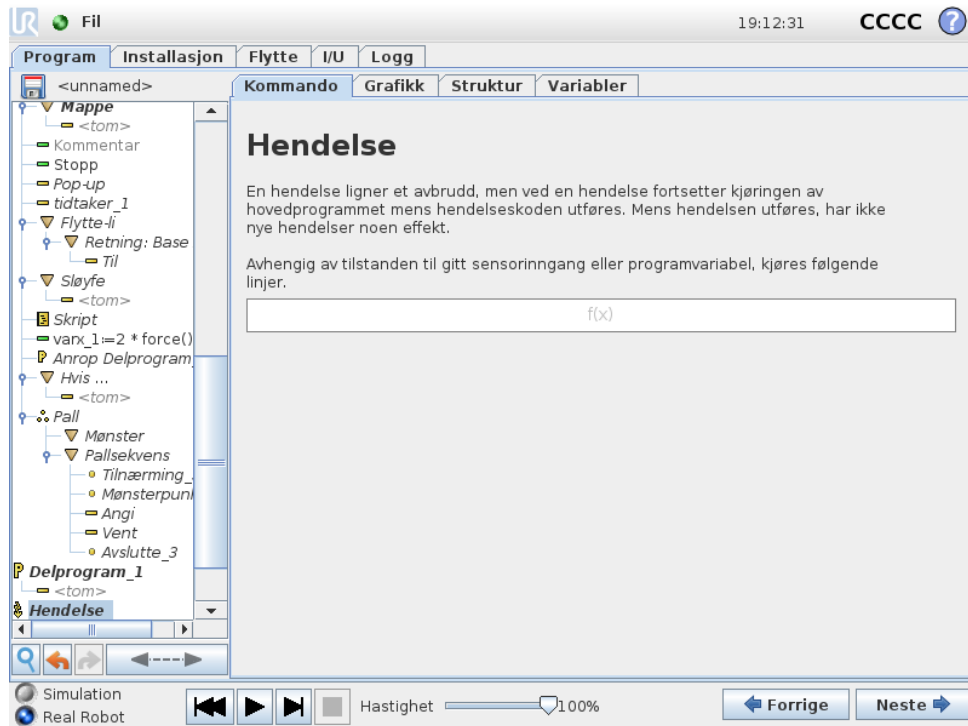 Fil
19:12:31
CCCC
?
Program Installasjon Flytte I/U Logg
<unnamed>
Kommando Grafikk Struktur Variabler
Mappe
<tom>
Kommentar
Stopp
Pop-up
tidtaker_1
Flytte-li
Retning: Base
Til
Sløyfe
<tom>
Skript
varx_1:=2 * force()
Anrop Delprogram_
Hvis ...
<tom>
Pall
Mønster
Pallsekvens
Tilnærming_
Mønsterpun
Angi
Vent
Avslutte_3
Delprogram_1
<tom>
Hendelse
Hendelse
En hendelse ligner et avbrudd, men ved en hendelse fortsetter kjøringen av
hovedprogrammet mens hendelseskoden utføres. Mens hendelsen utføres, har ikke
nye hendelser noen effekt.
Avhengig av tilstanden til gitt sensorinngang eller programvariabel, kjøres følgende
linjer.
f(x)
Simulation
Real Robot
Hastighet 100%
Forrige
Neste